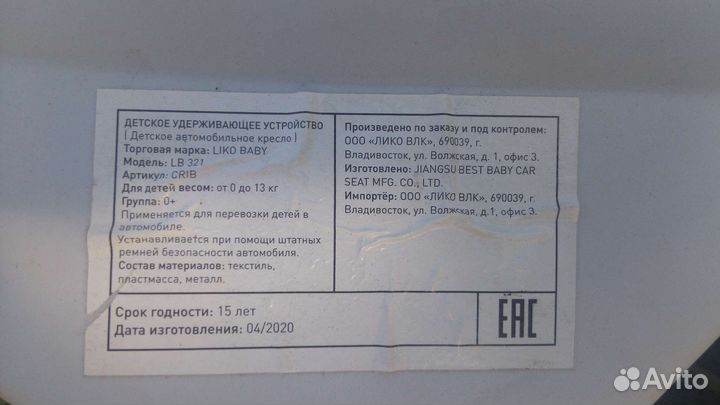 ДЕТСКОЕ УДЕРЖИВАЮЩЕЕ УСТРОЙСТВО
( Детское автомобильное кресло )
Торговая марка: LIKO BABY
Модель: LB 321
Артикул: CRIB
Для детей весом: от 0 до 13 кг
Группа: 0+
Применяется для перевозки детей в
автомобиле.
Устанавливается при помощи штатных
ремней безопасности автомобиля.
Состав материалов: текстиль,
пластмасса, металл.
Произведено по заказу и под контролем:
ООО «ЛИКО ВЛК», 690039, г.
Владивосток, ул. Волжская, д. 1, офис 3.
Изготовлено: JIANGSU BEST BABY CAR
SEAT MFG. CO., LTD.
Импортёр: ООО «ЛИКО ВЛК», 690039, г.
Владивосток, ул. Волжская, д.1, офис 3.
Срок годности: 15 лет
Дата изготовления: 04/2020
EAC
Avito